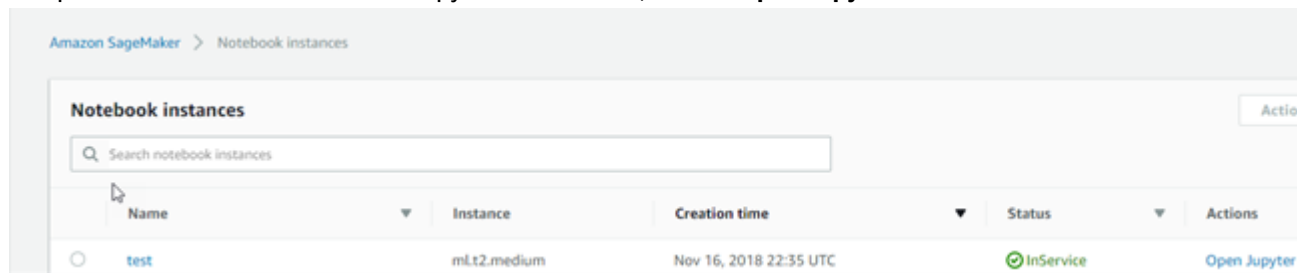 Amazon SageMaker > Notebook instances
Notebook instances
Actio
Search notebook instances
Name Instance Creation time Status Actions
test ml.t2.medium Nov 16, 2018 22:35 UTC InService Open Jupyter